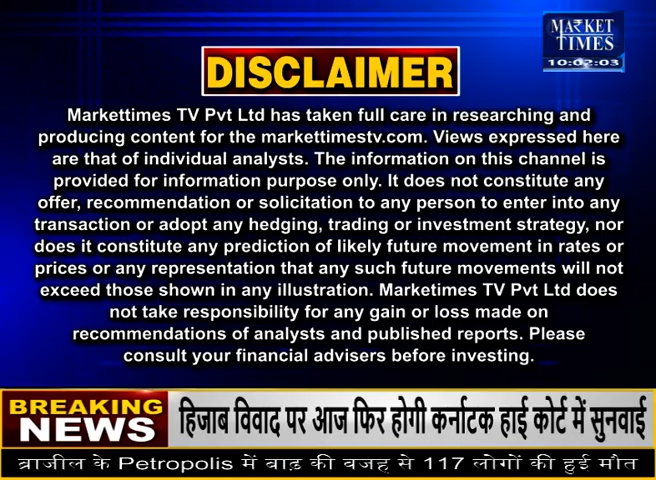 MARKET
TIMES
10:02:03
DISCLAIMER
Markettimes TV Pvt Ltd has taken full care in researching and
producing content for the markettimestv.com. Views expressed here
are that of individual analysts. The information on this channel is
provided for information purpose only. It does not constitute any
offer, recommendation or solicitation to any person to enter into any
transaction or adopt any hedging, trading or investment strategy, nor
does it constitute any prediction of likely future movement in rates or
prices or any representation that any such future movements will not
exceed those shown in any illustration. Marketimes TV Pvt Ltd does
not take responsibility for any gain or loss made on
recommendations of analysts and published reports. Please
consult your financial advisers before investing.
BREAKING
NEWS
हिजाब विवाद पर आज फिर होगी कर्नाटक हाई कोर्ट में सुनवाई
ब्राजील के Petropolis में बाढ़ की वजह से 117 लोगों की हुई मौत